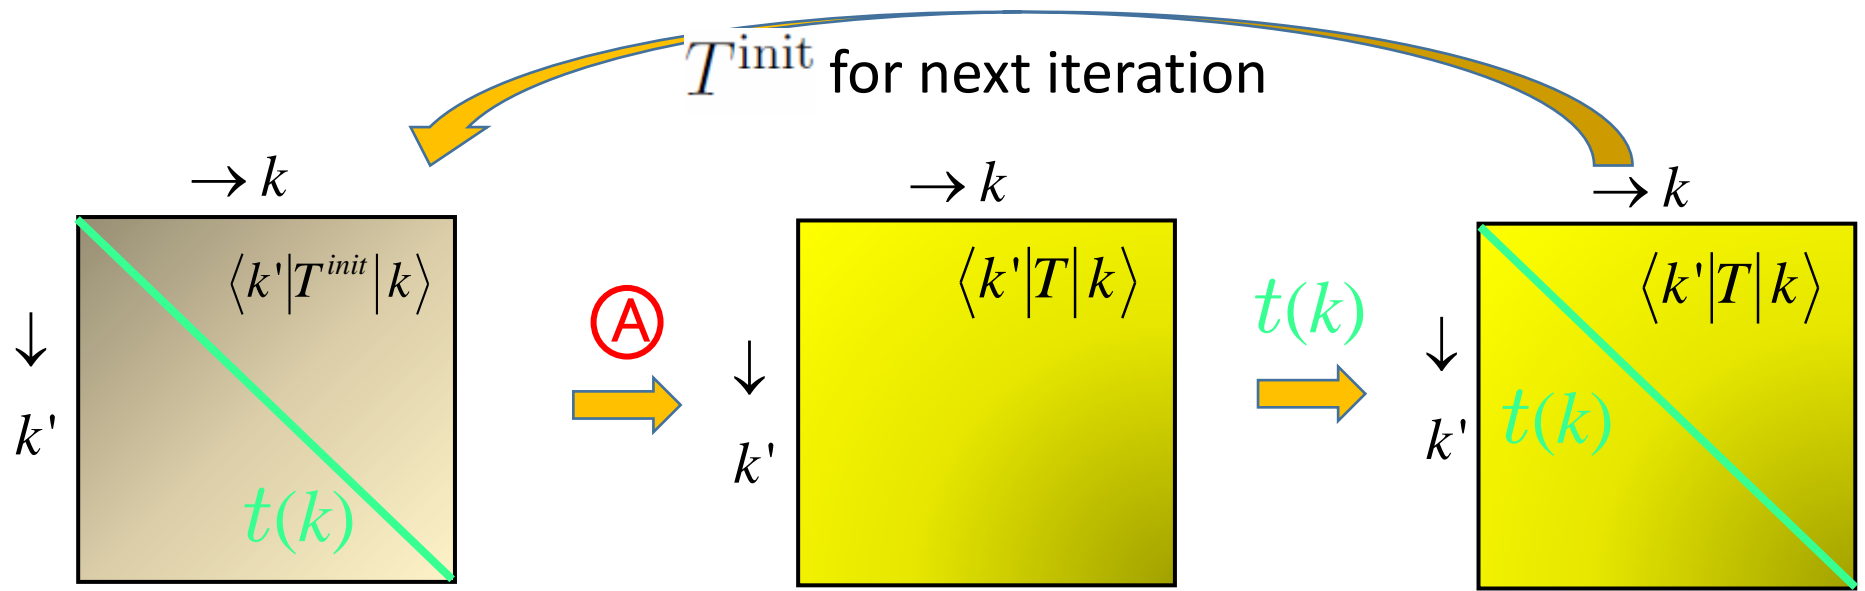 T^init for next iteration
→ k
⟨k'|T^init|k⟩
↓
k'
t(k)
Ⓐ
→ k
⟨k'|T|k⟩
↓
k'
t(k)
→ k
⟨k'|T|k⟩
↓
k'
t(k)